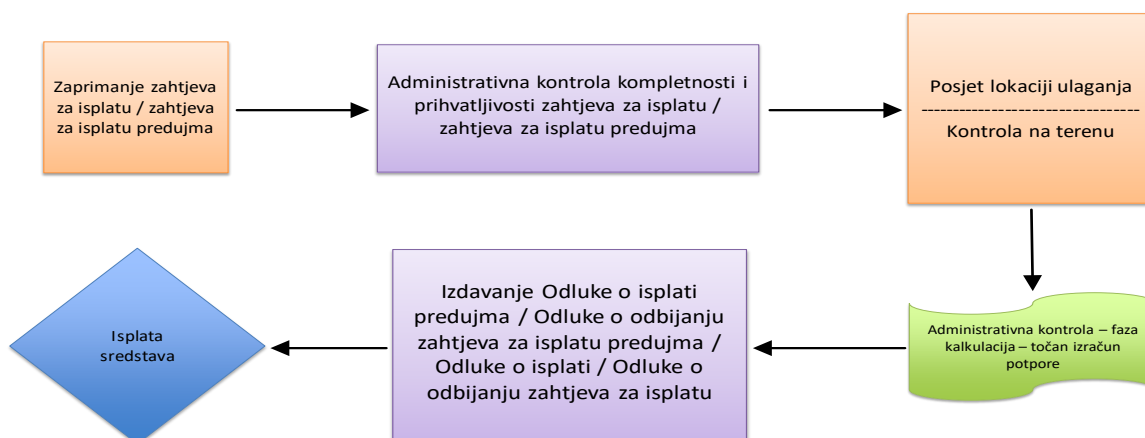 Zaprimanje zahtjeva
za isplatu / zahtjeva
za isplatu predujma
Administrativna kontrola kompletnosti i
prihvatljivosti zahtjeva za isplatu /
zahtjeva za isplatu predujma
Posjet lokaciji ulaganja
--------------------------------
Kontrola na terenu
Administrativna kontrola – faza
kalkulacija – točan izračun
potpore
Izdavanje Odluke o isplati
predujma / Odluke o odbijanju
zahtjeva za isplatu predujma /
Odluke o isplati / Odluke o
odbijanju zahtjeva za isplatu
Isplata
sredstava